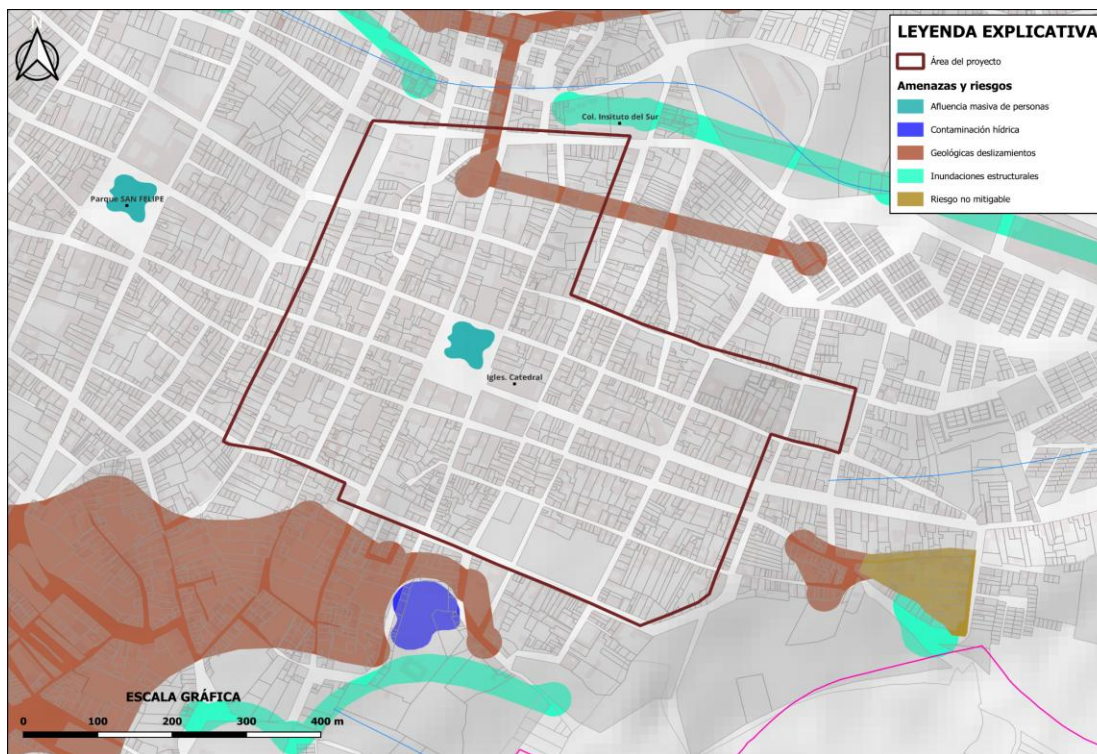 N
LEYENDA EXPLICATIVA
Área del proyecto
Amenazas y riesgos
Afluencia masiva de personas
Contaminación hídrica
Geológicas deslizamientos
Inundaciones estructurales
Riesgo no mitigable
Col. Insituto del Sur
Parque SAN FELIPE
Igles. Catedral
ESCALA GRÁFICA
0 100 200 300 400 m